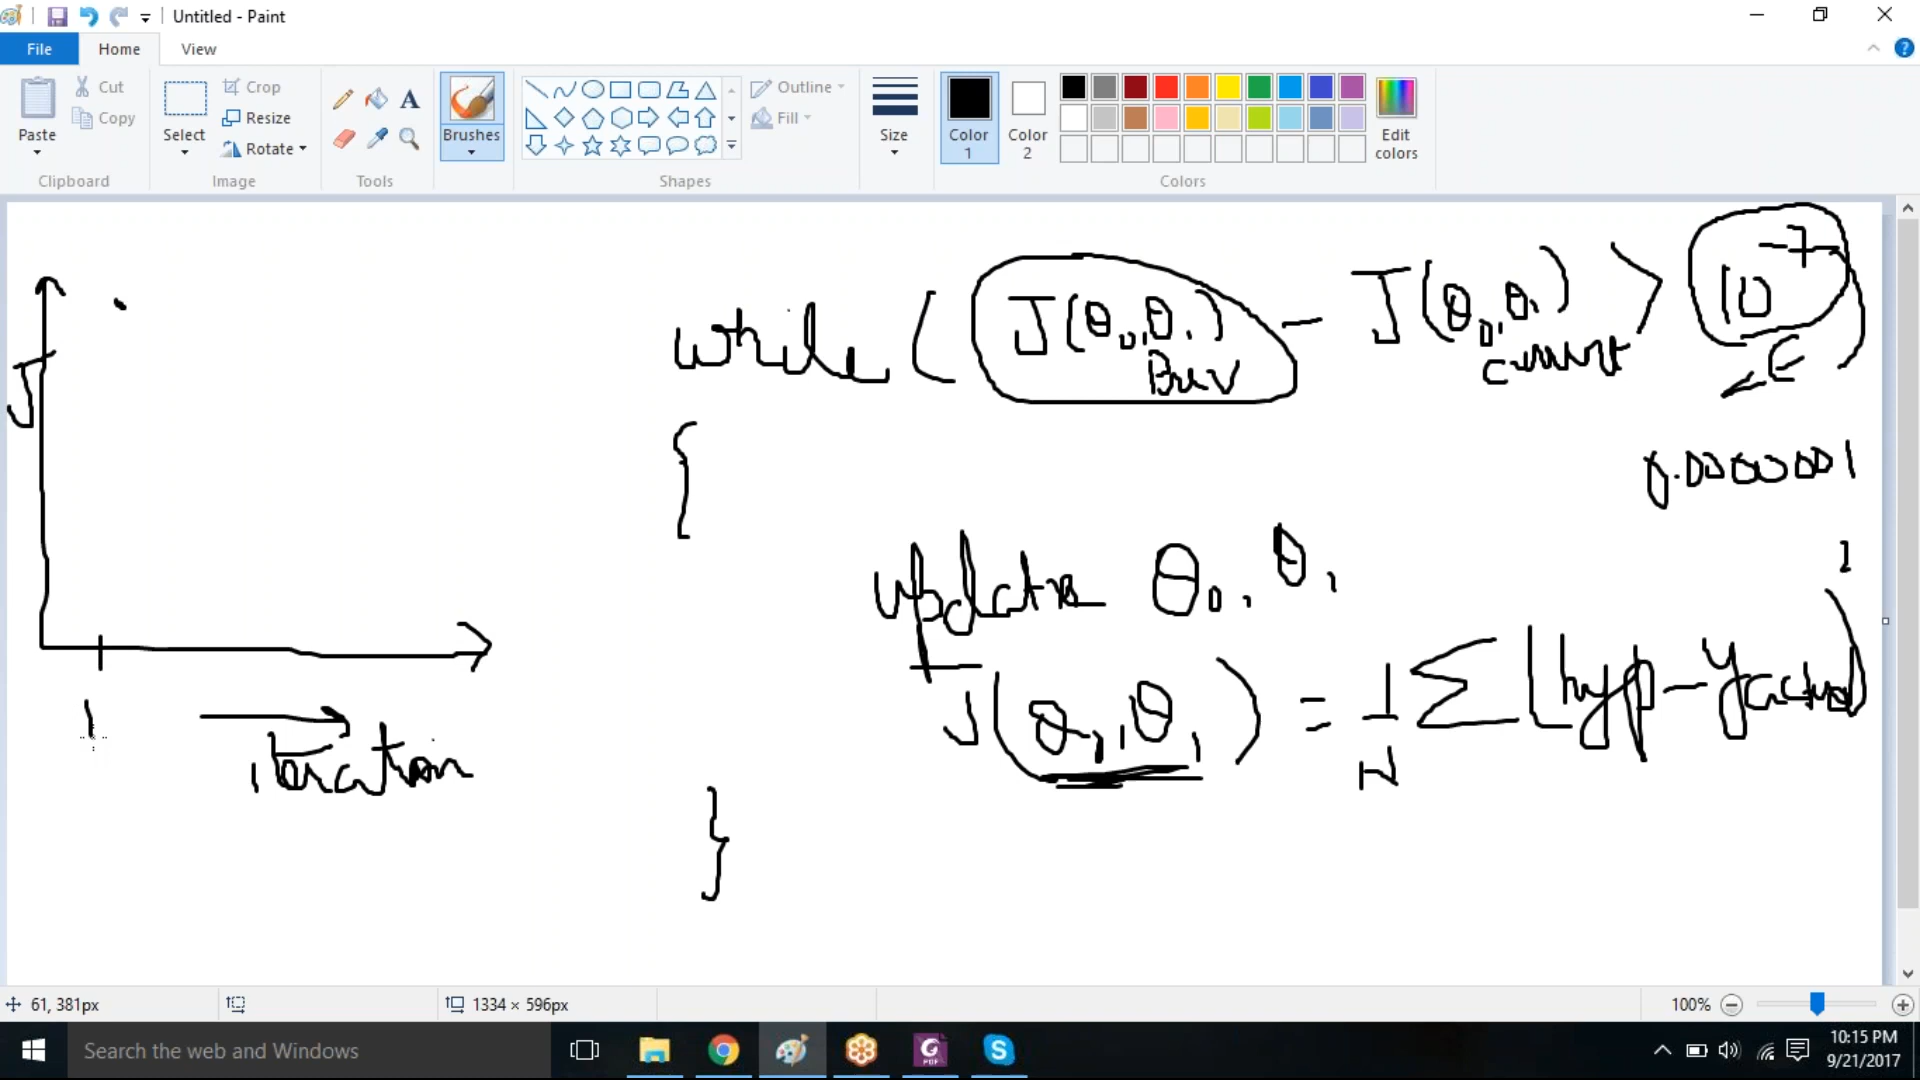 Untitled - Paint
File Home View
Paste
Cut
Copy
Clipboard
Select
Crop
Resize
Rotate
Image
Tools
Brushes
Shapes
Outline
Fill
Size
Color 1
Color 2
Edit colors
Colors
J
1
iteration
while ( J(θ₀,θ₁) - J(θ₀,θ₁) > 10⁻⁷ )
current
ε
{
0.0000001
update θ₀, θ₁
J(θ₀,θ₁) = 1/N Σ (hyp - yactual)²
}
61, 381px
1334 × 596px
100%
Search the web and Windows
10:15 PM
9/21/2017